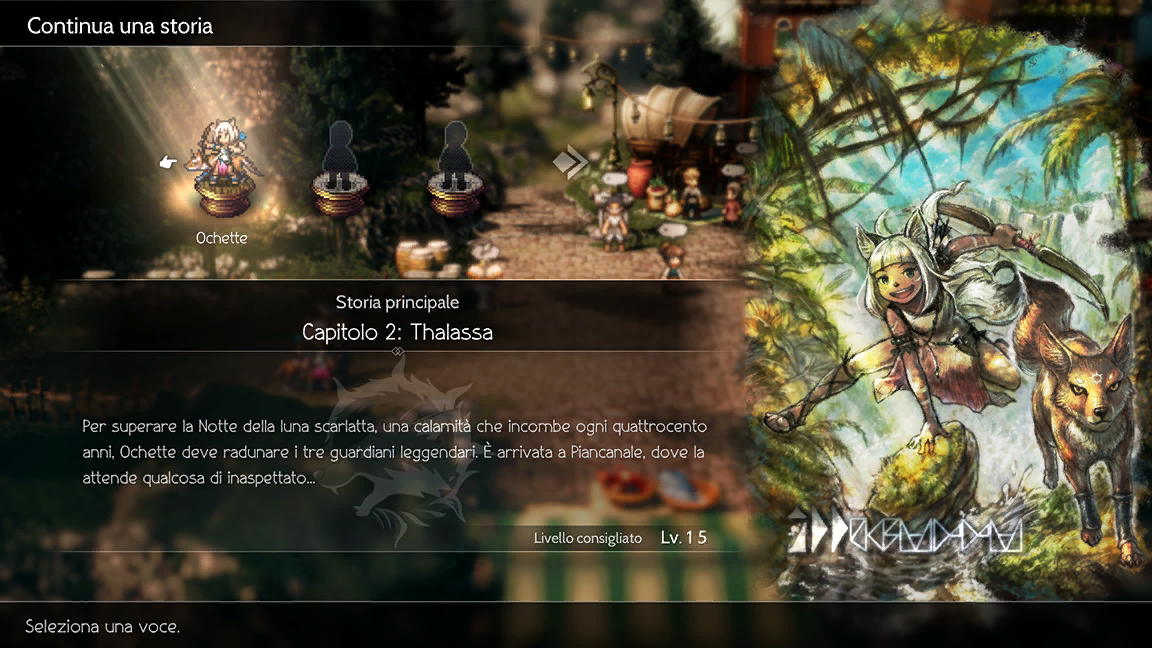 Continua una storia
Ochette
Storia principale
Capitolo 2: Thalassa
Per superare la Notte della luna scarlatta, una calamità che incombe ogni quattrocento
anni, Ochette deve radunare i tre guardiani leggendari. È arrivata a Piancanale, dove la
attende qualcosa di inaspettato...
Livello consigliato Lv. 15
Seleziona una voce.